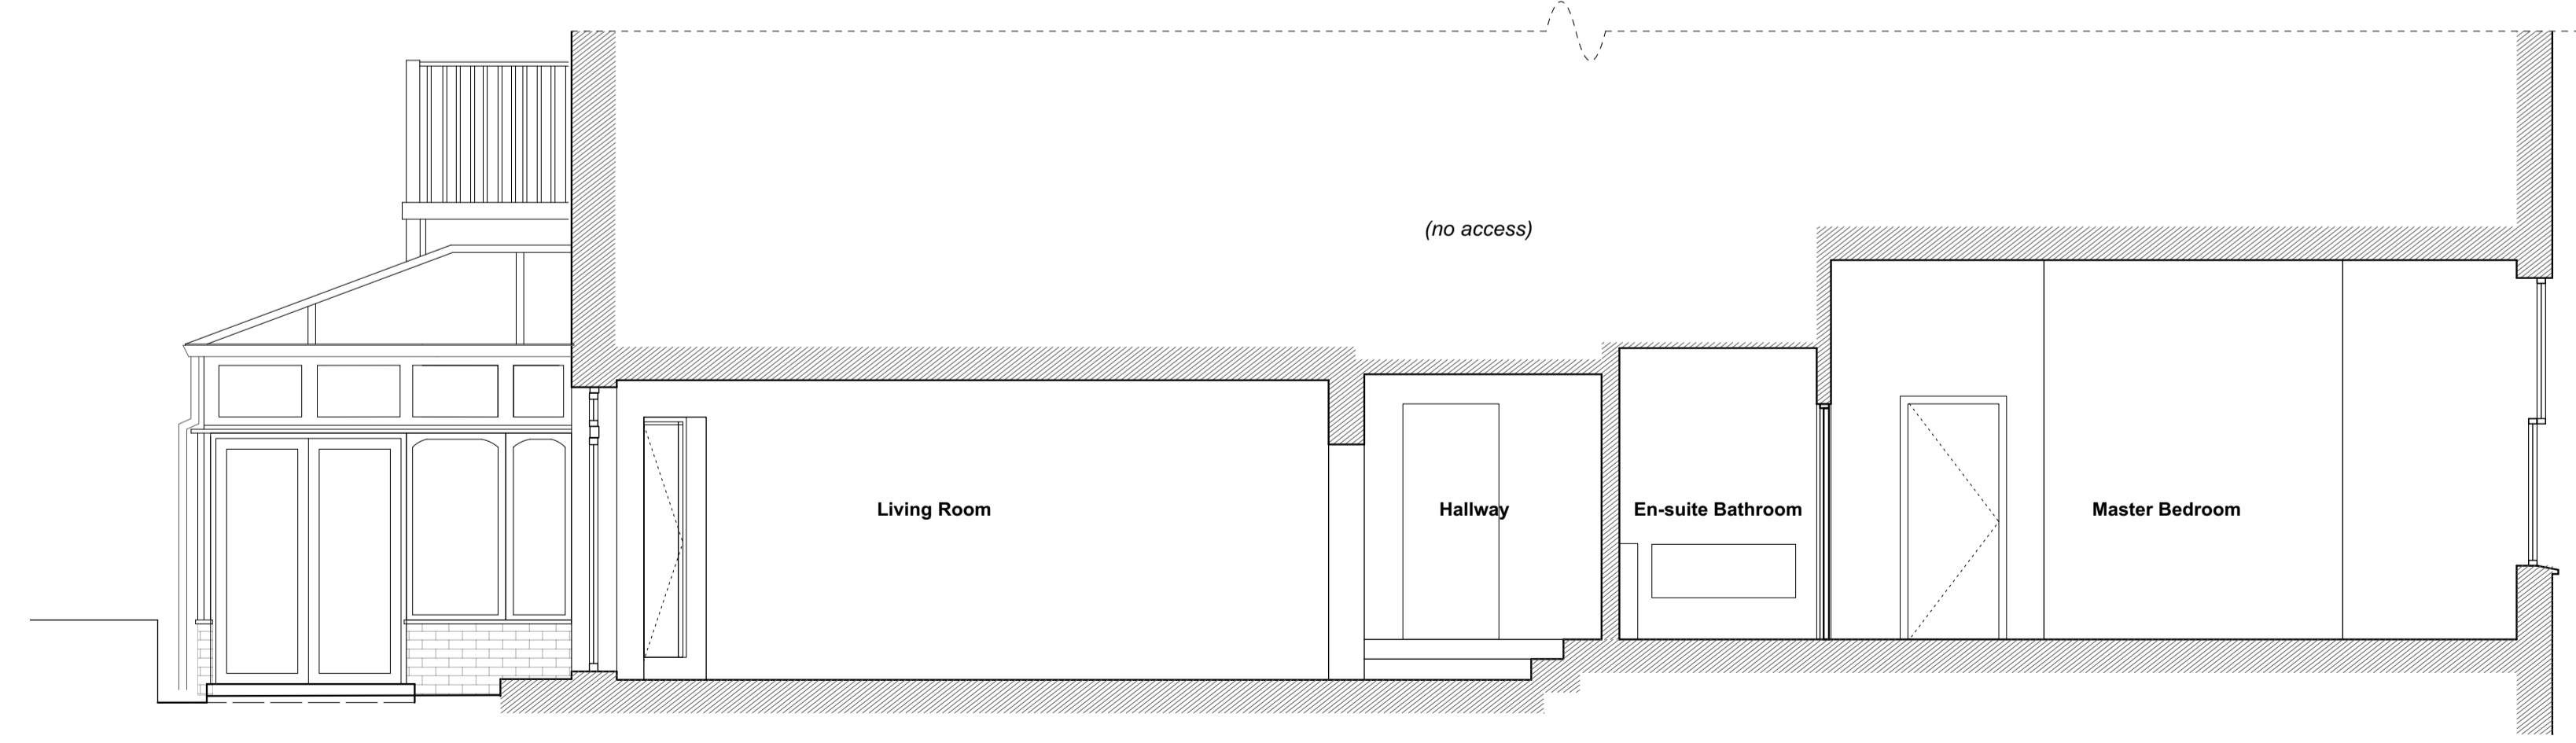 (no access)
Living Room
Hallway
En-suite Bathroom
Master Bedroom